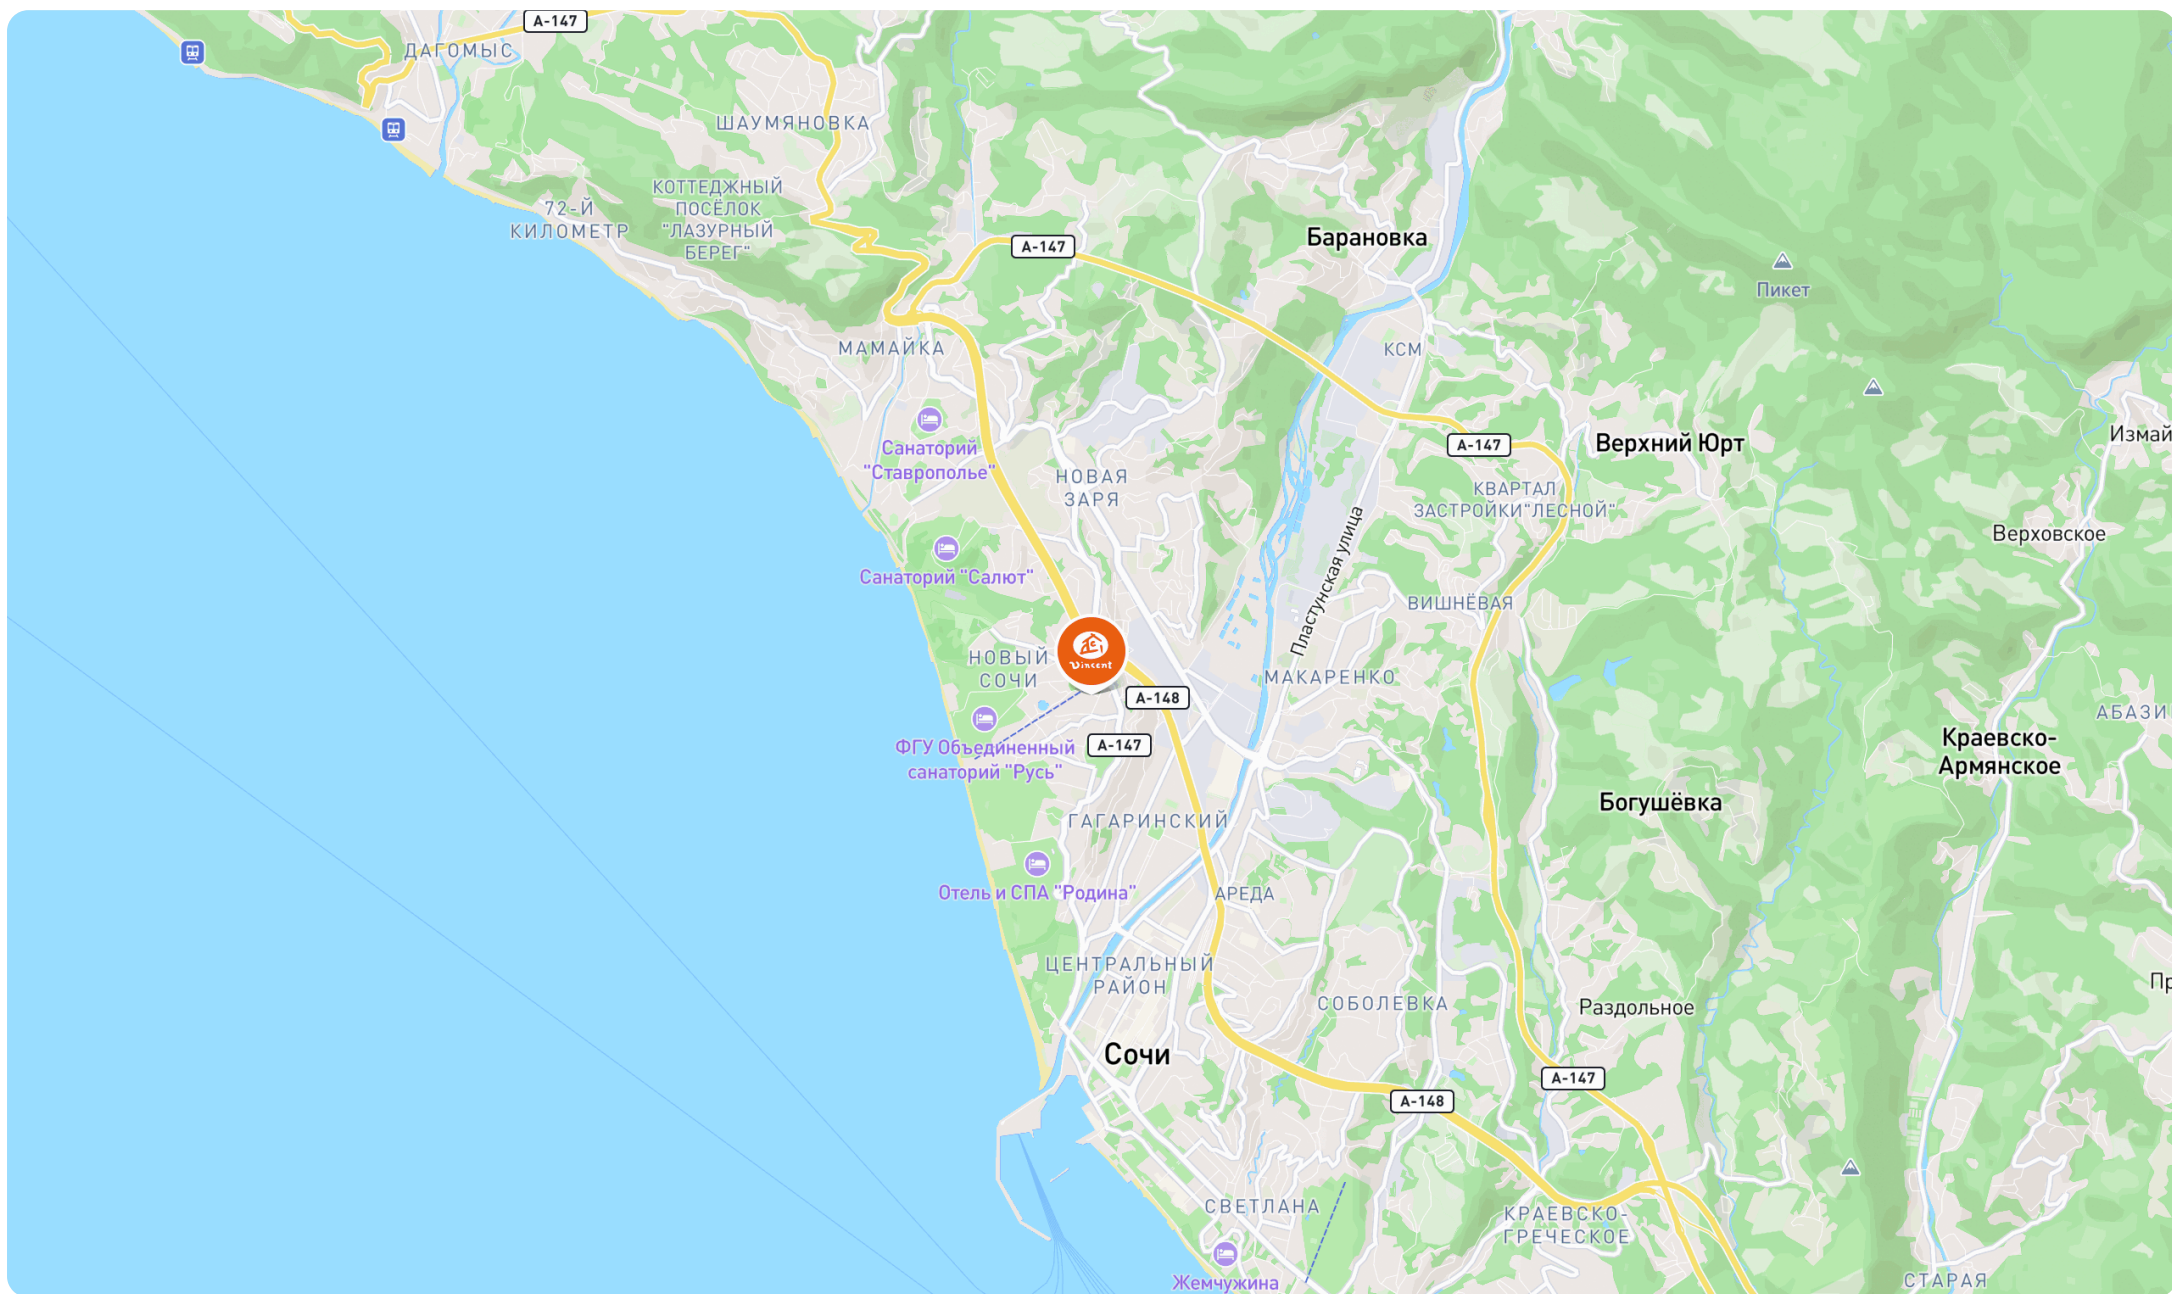 А-147
ДАГОМЫС
ШАУМЯНОВКА
КОТТЕДЖНЫЙ
ПОСЁЛОК
"ЛАЗУРНЫЙ
БЕРЕГ"
72-Й
КИЛОМЕТР
А-147
Барановка
Пикет
МАМАЙКА
КСМ
Санаторий
"Ставрополье"
НОВАЯ
ЗАРЯ
А-147
Верхний Юрт
Измай
КВАРТАЛ
ЗАСТРОЙКИ"ЛЕСНОЙ"
Верховское
Пластунская улица
Санаторий "Салют"
ВИШНЁВАЯ
Vincent
НОВЫЙ
СОЧИ
МАКАРЕНКО
А-148
АБАЗИ
ФГУ Объединенный
санаторий "Русь"
А-147
Краевско-
Армянское
Богушёвка
ГАГАРИНСКИЙ
Отель и СПА "Родина"
АРЕДА
ЦЕНТРАЛЬНЫЙ
РАЙОН
СОБОЛЕВКА
Раздольное
Пр
Сочи
А-147
А-148
СВЕТЛАНА
КРАЕВСКО-
ГРЕЧЕСКОЕ
Жемчужина
СТАРАЯ